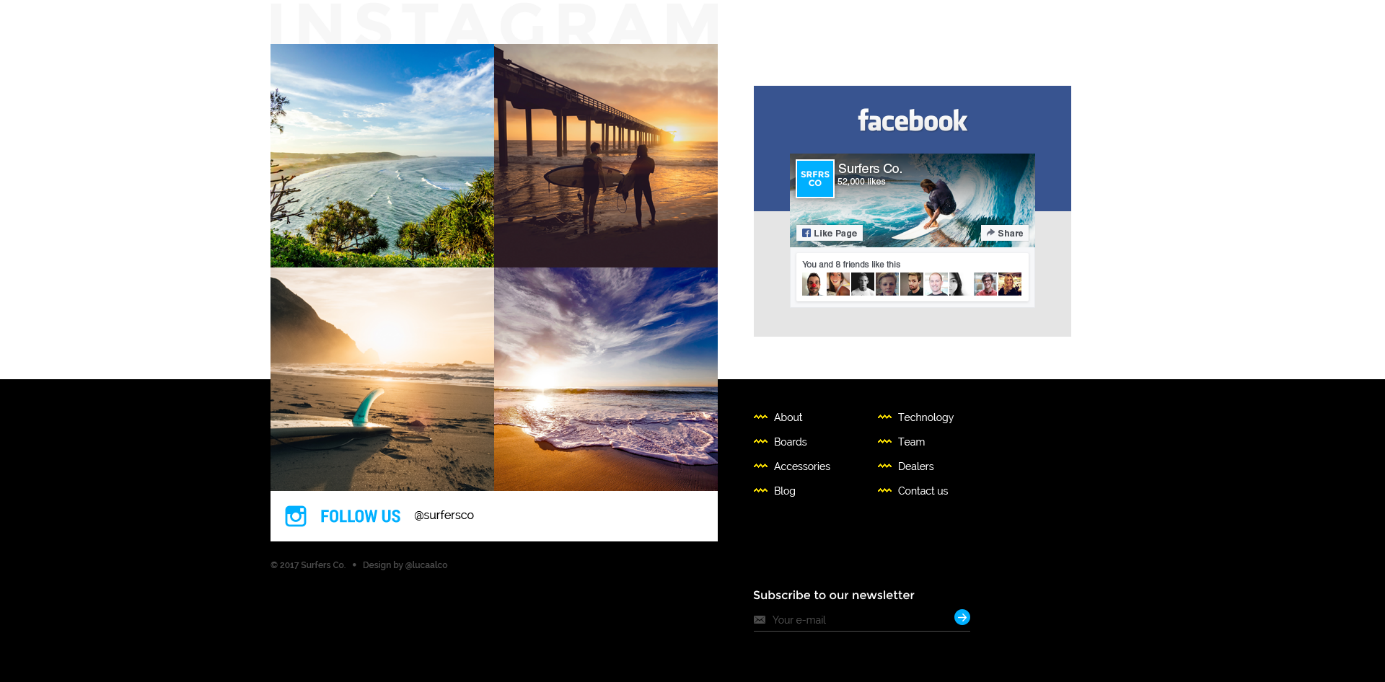 INSTAGRAM
facebook
SRFRS
CO
Surfers Co.
52,000 likes
Like Page
Share
You and 8 friends like this
About
Technology
Boards
Team
Accessories
Dealers
Blog
Contact us
FOLLOW US @surfersco
© 2017 Surfers Co. • Design by @lucaalco
Subscribe to our newsletter
Your e-mail